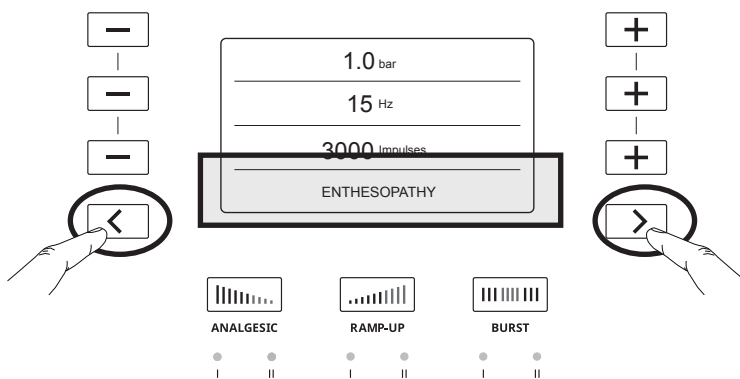 1.0 bar
15 Hz
3000 Impulses
ENTHESOPATHY
ANALGESIC RAMP-UP BURST
I II I II I II